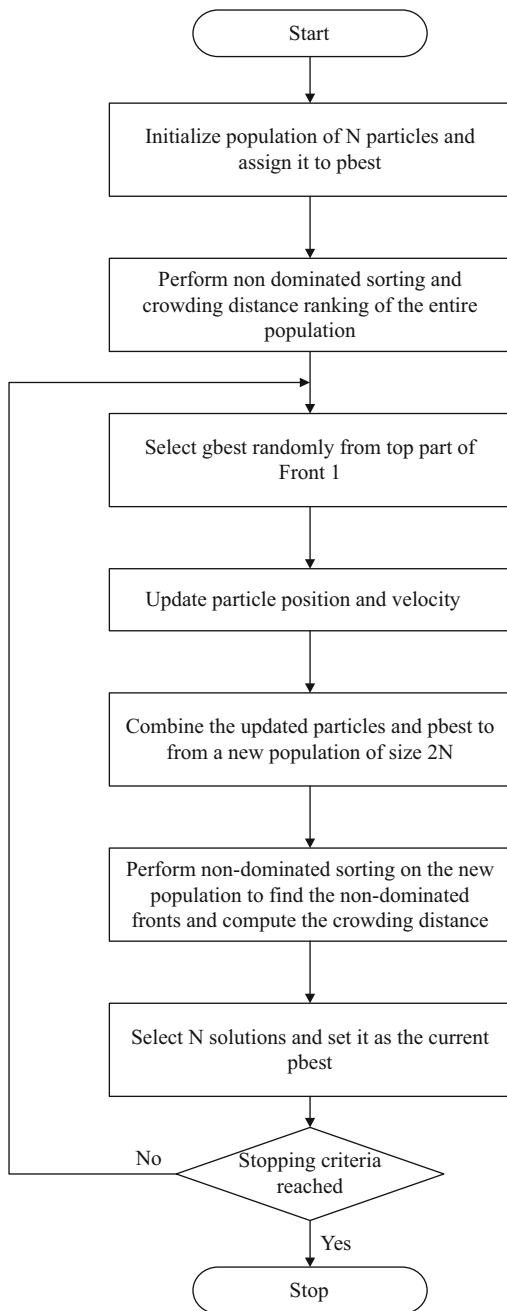 Start
Initialize population of N particles and
assign it to pbest
Perform non dominated sorting and
crowding distance ranking of the entire
population
Select gbest randomly from top part of
Front 1
Update particle position and velocity
Combine the updated particles and pbest to
from a new population of size 2N
Perform non-dominated sorting on the new
population to find the non-dominated
fronts and compute the crowding distance
Select N solutions and set it as the current
pbest
No
Stopping criteria
reached
Yes
Stop